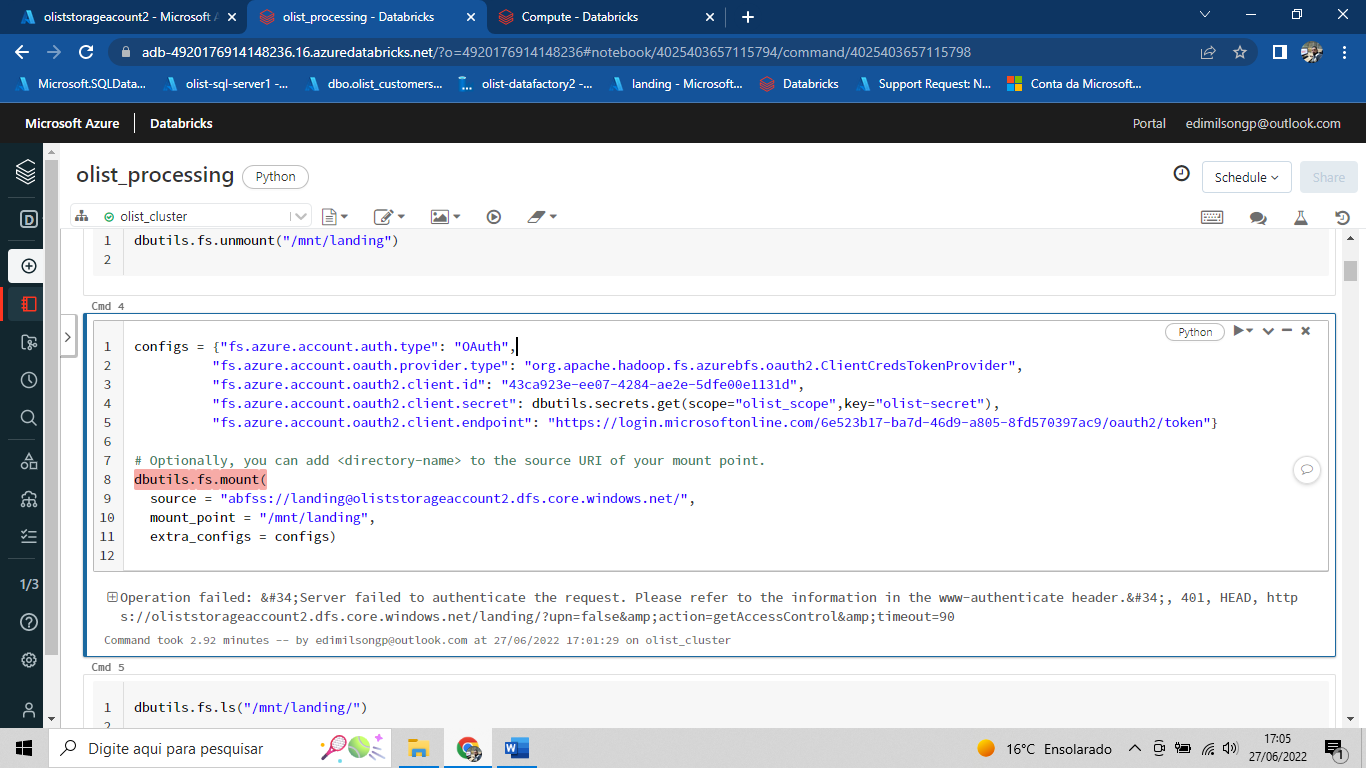 oliststorageacount2 - Microsoft A
olist_processing - Databricks
Compute - Databricks
adb-4920176914148236.16.azuredatabricks.net/?o=4920176914148236#notebook/4025403657115794/command/4025403657115798
Microsoft.SQLData...
olist-sql-server1 -...
dbo.olist_customers...
olist-datafactory2 -...
landing - Microsoft...
Databricks
Support Request: N...
Conta da Microsoft...
Microsoft Azure
Databricks
Portal
edimilsongp@outlook.com
olist_processing
Python
Schedule
Share
D
olist_cluster
1 dbutils.fs.unmount("/mnt/landing")
2
Cmd 4
Python
1 configs = {"fs.azure.account.auth.type": "OAuth",
2 "fs.azure.account.oauth.provider.type": "org.apache.hadoop.fs.azurebfs.oauth2.ClientCredsTokenProvider",
3 "fs.azure.account.oauth2.client.id": "43ca923e-ee07-4284-ae2e-5dfe00e1131d",
4 "fs.azure.account.oauth2.client.secret": dbutils.secrets.get(scope="olist_scope",key="olist-secret"),
5 "fs.azure.account.oauth2.client.endpoint": "https://login.microsoftonline.com/6e523b17-ba7d-46d9-a805-8fd570397ac9/oauth2/token"}
6
7 # Optionally, you can add <directory-name> to the source URI of your mount point.
8 dbutils.fs.mount(
9 source = "abfss://landing@oliststorageaccount2.dfs.core.windows.net/",
10 mount_point = "/mnt/landing",
11 extra_configs = configs)
12
Operation failed: &#34;Server failed to authenticate the request. Please refer to the information in the www-authenticate header.&#34;, 401, HEAD, http
s://oliststorageaccount2.dfs.core.windows.net/landing/?upn=false&amp;action=getAccessControl&amp;timeout=90
Command took 2.92 minutes -- by edimilsongp@outlook.com at 27/06/2022 17:01:29 on olist_cluster
Cmd 5
1 dbutils.fs.ls("/mnt/landing/")
2
1/3
Digite aqui para pesquisar
16°C Ensolarado
17:05
27/06/2022
1